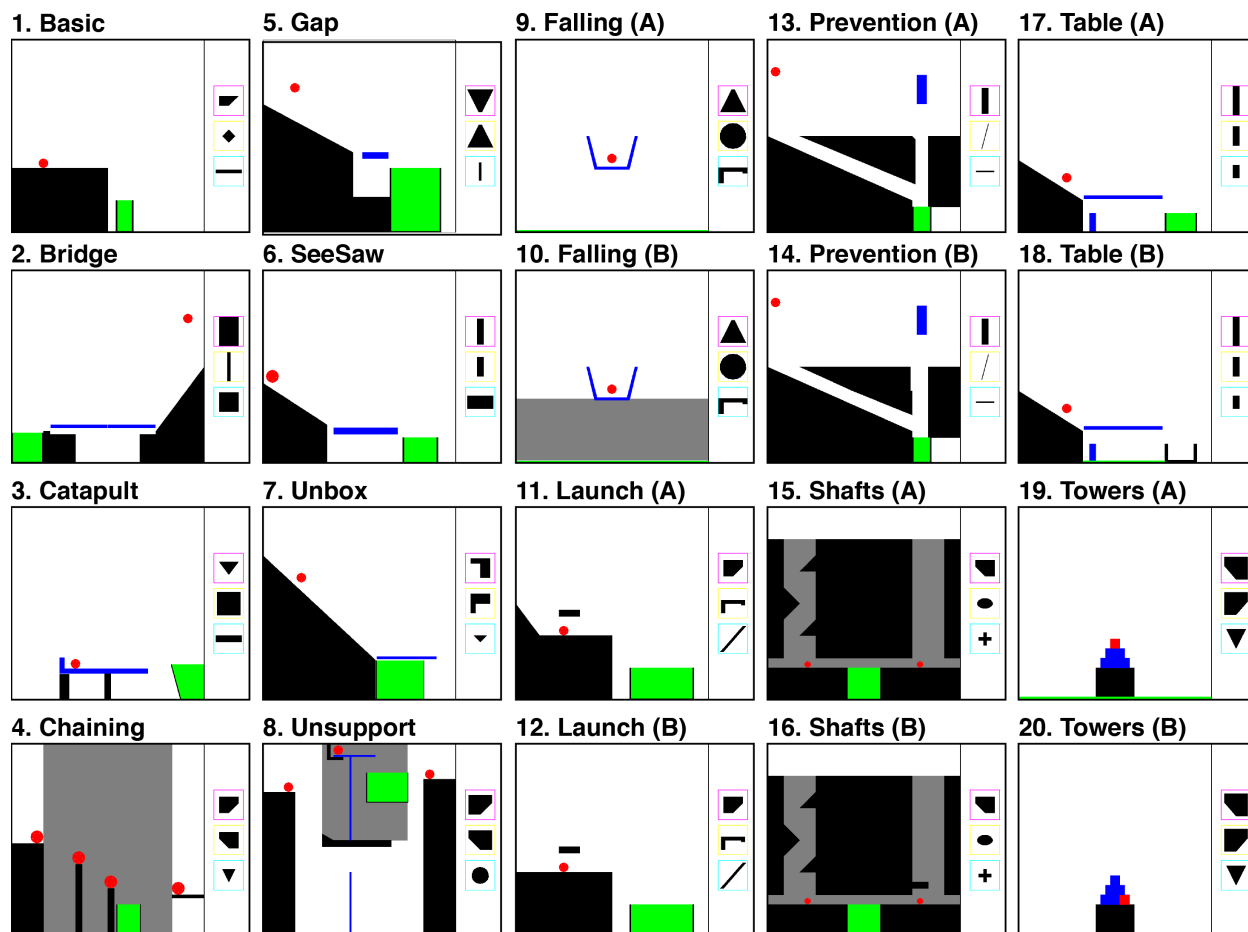 1. Basic
5. Gap
9. Falling (A)
13. Prevention (A)
17. Table (A)
2. Bridge
6. SeeSaw
10. Falling (B)
14. Prevention (B)
18. Table (B)
3. Catapult
7. Unbox
11. Launch (A)
15. Shafts (A)
19. Towers (A)
4. Chaining
8. Unsupport
12. Launch (B)
16. Shafts (B)
20. Towers (B)